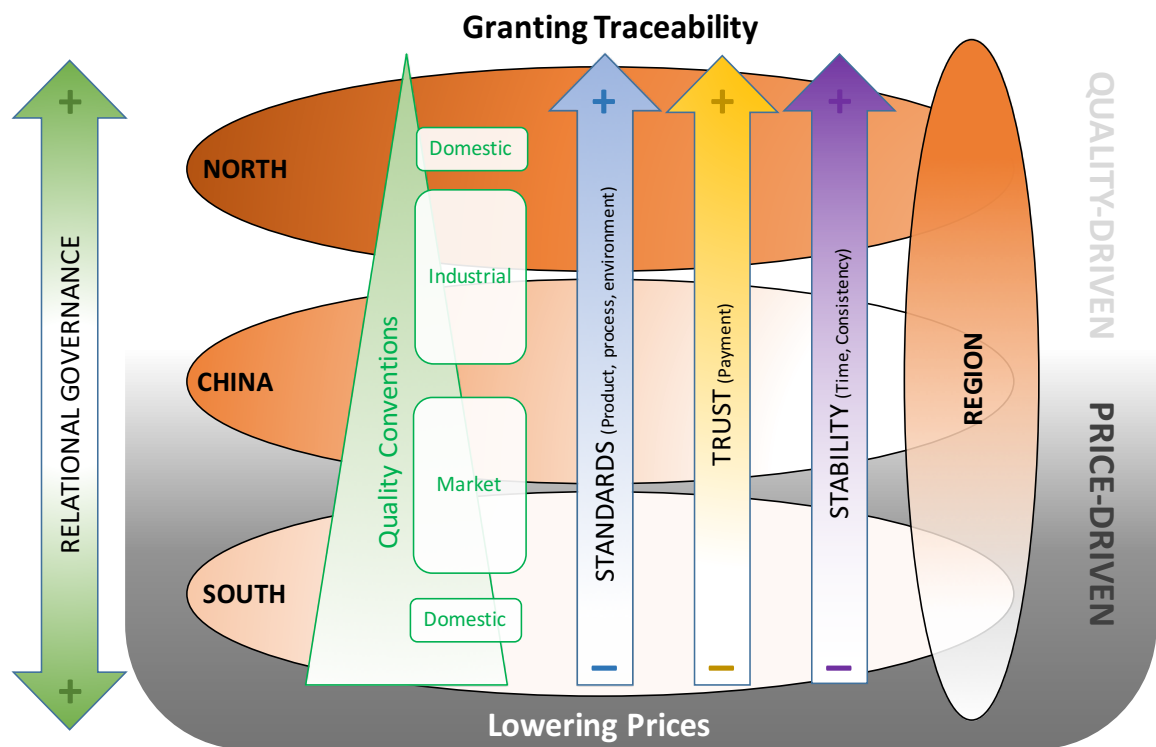 Granting Traceability
+
RELATIONAL GOVERNANCE
+
NORTH
CHINA
SOUTH
Quality Conventions
Domestic
Industrial
Market
Domestic
+
STANDARDS (Product, process, environment)
–
+
TRUST (Payment)
–
+
STABILITY (Time, Consistency)
–
REGION
QUALITY-DRIVEN
PRICE-DRIVEN
Lowering Prices